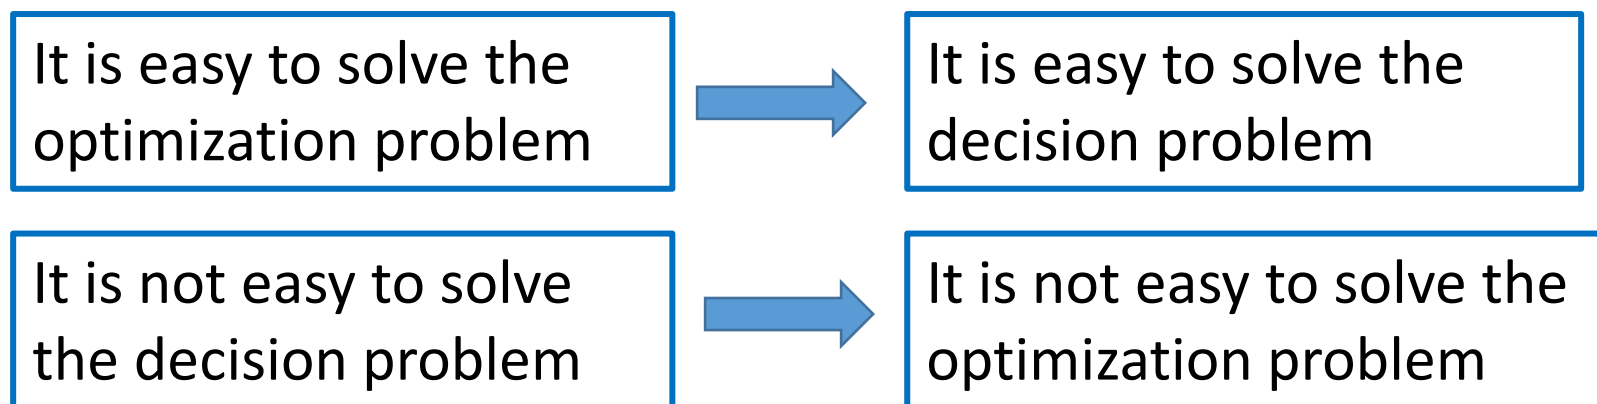 It is easy to solve the
optimization problem
It is easy to solve the
decision problem
It is not easy to solve
the decision problem
It is not easy to solve the
optimization problem